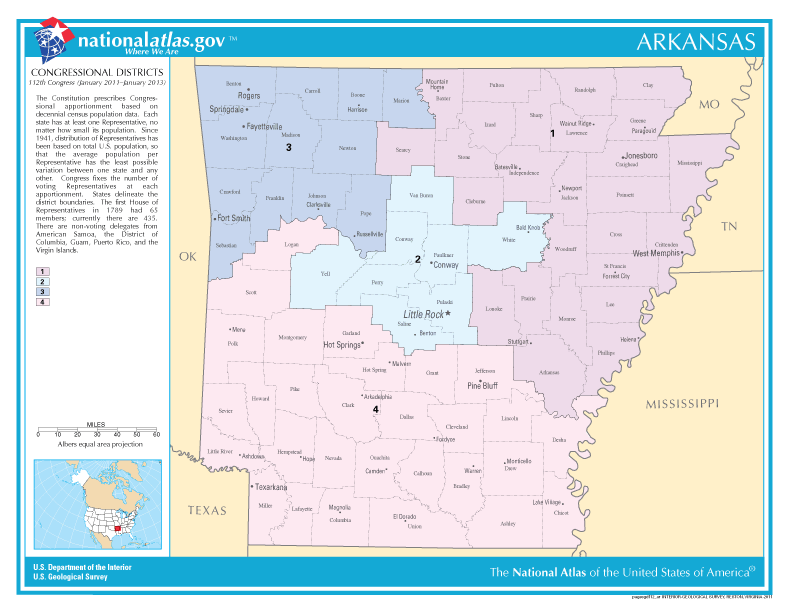 nationalatlas.gov ™
Where We Are
ARKANSAS
CONGRESSIONAL DISTRICTS
112th Congress (January 2011–January 2013)
The Constitution prescribes Congres-
sional apportionment based on
decennial census population data. Each
state has at least one Representative, no
matter how small its population. Since
1941, distribution of Representatives has
been based on total U.S. population, so
that the average population per
Representative has the least possible
variation between one state and any
other. Congress fixes the number of
voting Representatives at each
apportionment. States delineate the
district boundaries. The first House of
Representatives in 1789 had 65
members; currently there are 435.
There are non-voting delegates from
American Samoa, the District of
Columbia, Guam, Puerto Rico, and the
Virgin Islands.
1
2
3
4
MILES
0 10 20 30 40 50 60
Albers equal area projection
Benton
Rogers
Carroll
Boone
Harrison
Marion
Mountain
Home
Baxter
Fulton
Randolph
Clay
MO
Springdale
Fayetteville
Washington
Madison
3
Newton
Searcy
Izard
Sharp
1
Walnut Ridge
Lawrence
Greene
Paragould
Stone
Batesville
Independence
Jonesboro
Craighead
Mississippi
Crawford
Franklin
Johnson
Clarksville
Pope
Van Buren
Cleburne
Newport
Jackson
Poinsett
Fort Smith
Russellville
Sebastian
Logan
Conway
Faulkner
2
Conway
Bald Knob
White
Woodruff
Cross
Crittenden
West Memphis
TN
OK
St Francis
Forrest City
Yell
Perry
Scott
Pulaski
Little Rock
Saline
Benton
Lonoke
Prairie
Monroe
Lee
Mena
Polk
Montgomery
Garland
Hot Springs
Stuttgart
Helena
Phillips
Malvern
Hot Spring
Grant
Jefferson
Pine Bluff
Arkansas
Howard
Pike
Arkadelphia
Clark
4
Dallas
Cleveland
Lincoln
Sevier
Fordyce
Desha
MISSISSIPPI
Little River
Ashdown
Hempstead
Hope
Nevada
Ouachita
Camden
Calhoun
Warren
Bradley
Monticello
Drew
Texarkana
Miller
Lafayette
Magnolia
Columbia
El Dorado
Union
Ashley
Lake Village
Chicot
TEXAS
LOUISIANA
U.S. Department of the Interior
U.S. Geological Survey
The National Atlas of the United States of America®